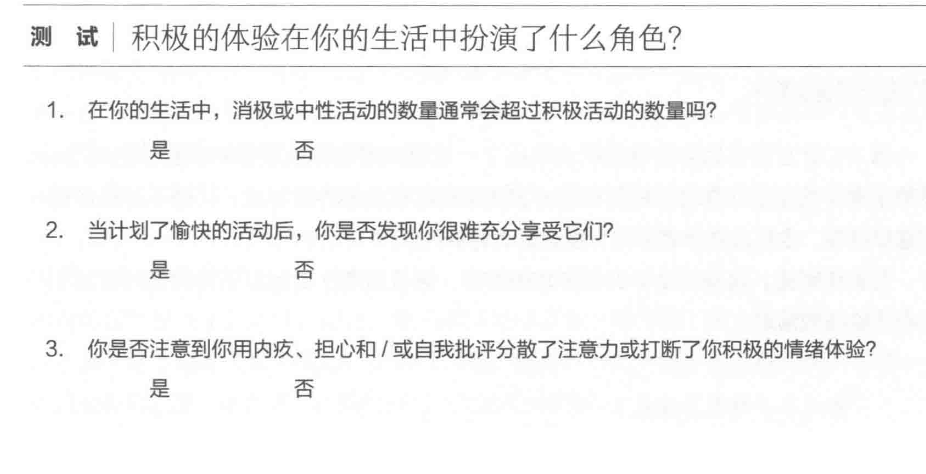 测 试 | 积极的体验在你的生活中扮演了什么角色？
1. 在你的生活中，消极或中性活动的数量通常会超过积极活动的数量吗？
是 否
2. 当计划了愉快的活动后，你是否发现你很难充分享受它们？
是 否
3. 你是否注意到你用内疚、担心和 / 或自我批评分散了注意力或打断了你积极的情绪体验？
是 否